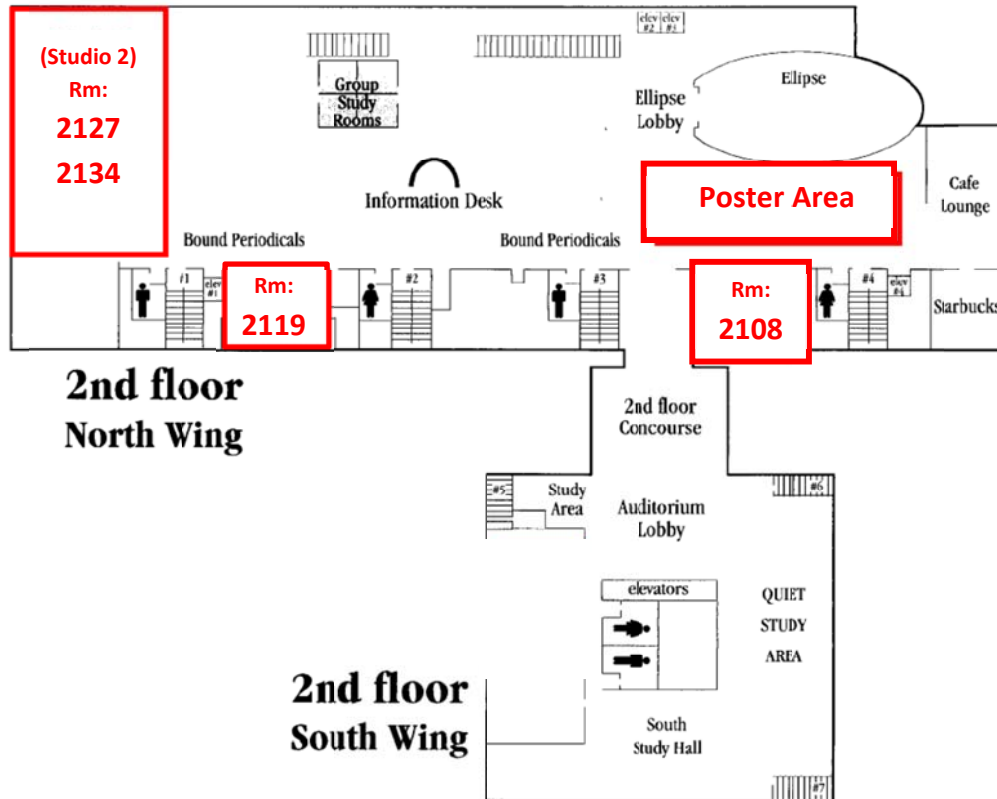 (Studio 2)
Rm:
2127
2134
elev elev
#2 #3
Group
Study
Rooms
Ellipse
Ellipse
Lobby
Information Desk
Poster Area
Cafe
Lounge
Bound Periodicals
Bound Periodicals
#1
elev
#1
Rm:
2119
#2
#3
Rm:
2108
#4
elev
#4
Starbucks
2nd floor
North Wing
2nd floor
Concourse
#5
Study
Area
Auditorium
Lobby
#6
elevators
QUIET
STUDY
AREA
2nd floor
South Wing
South
Study Hall
#7